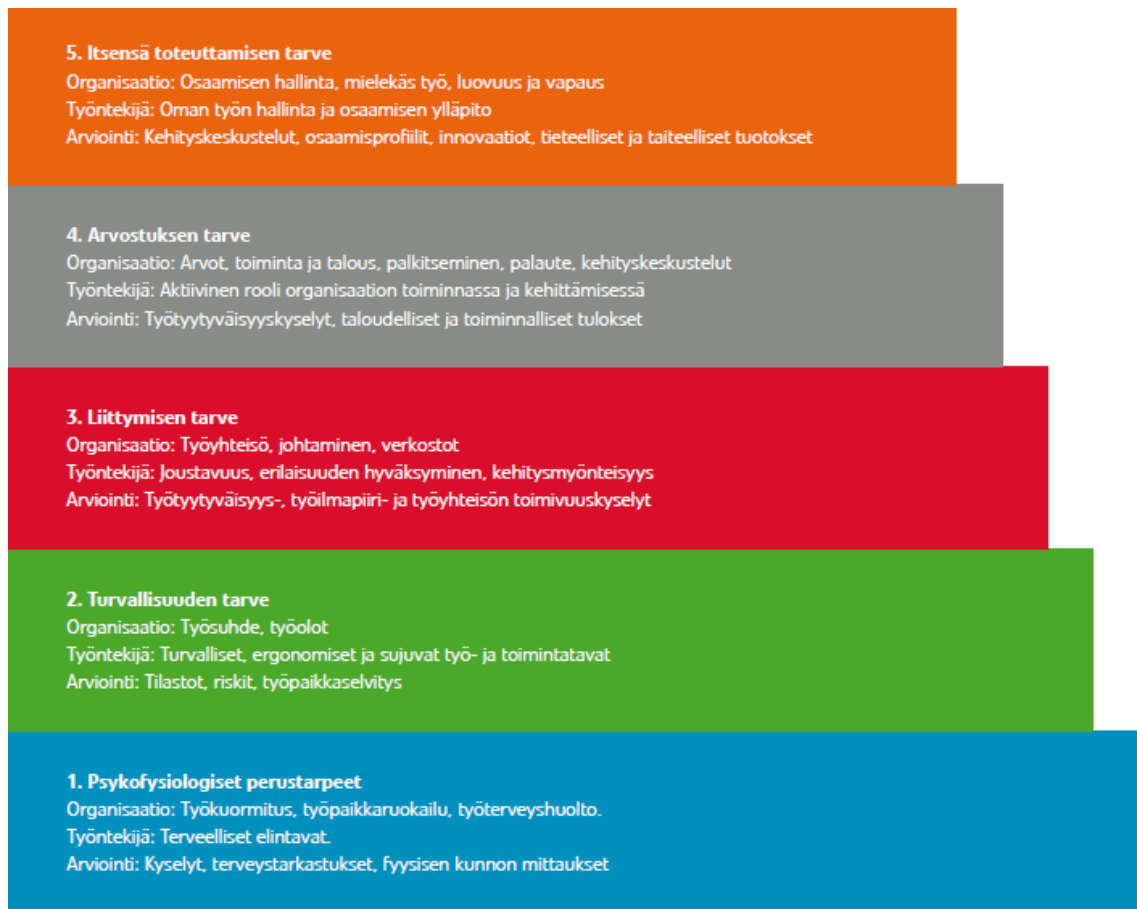 5. Itsensä toteuttamisen tarve
Organisaatio: Osaamisen hallinta, mielekäs työ, luovuus ja vapaus
Työntekijä: Oman työn hallinta ja osaamisen ylläpito
Arviointi: Kehityskeskustelut, osaamisprofiilit, innovaatiot, tieteelliset ja taiteelliset tuotokset
4. Arvostuksen tarve
Organisaatio: Arvot, toiminta ja talous, palkitseminen, palaute, kehityskeskustelut
Työntekijä: Aktiivinen rooli organisaation toiminnassa ja kehittämisessä
Arviointi: Työtyytyväisyyskyselyt, taloudelliset ja toiminnalliset tulokset
3. Liittymisen tarve
Organisaatio: Työyhteisö, johtaminen, verkostot
Työntekijä: Joustavuus, erilaisuuden hyväksyminen, kehitysmyönteisyys
Arviointi: Työtyytyväisyys-, työilmapiiri- ja työyhteisön toimivuuskyselyt
2. Turvallisuuden tarve
Organisaatio: Työsuhde, työolot
Työntekijä: Turvalliset, ergonomiset ja sujuvat työ- ja toimintatavat
Arviointi: Tilastot, riskit, työpaikkaselvitys
1. Psykofysiologiset perustarpeet
Organisaatio: Työkuormitus, työpaikkaruokailu, työterveyshuolto.
Työntekijä: Terveelliset elintavat.
Arviointi: Kyselyt, terveystarkastukset, fyysisen kunnon mittaukset